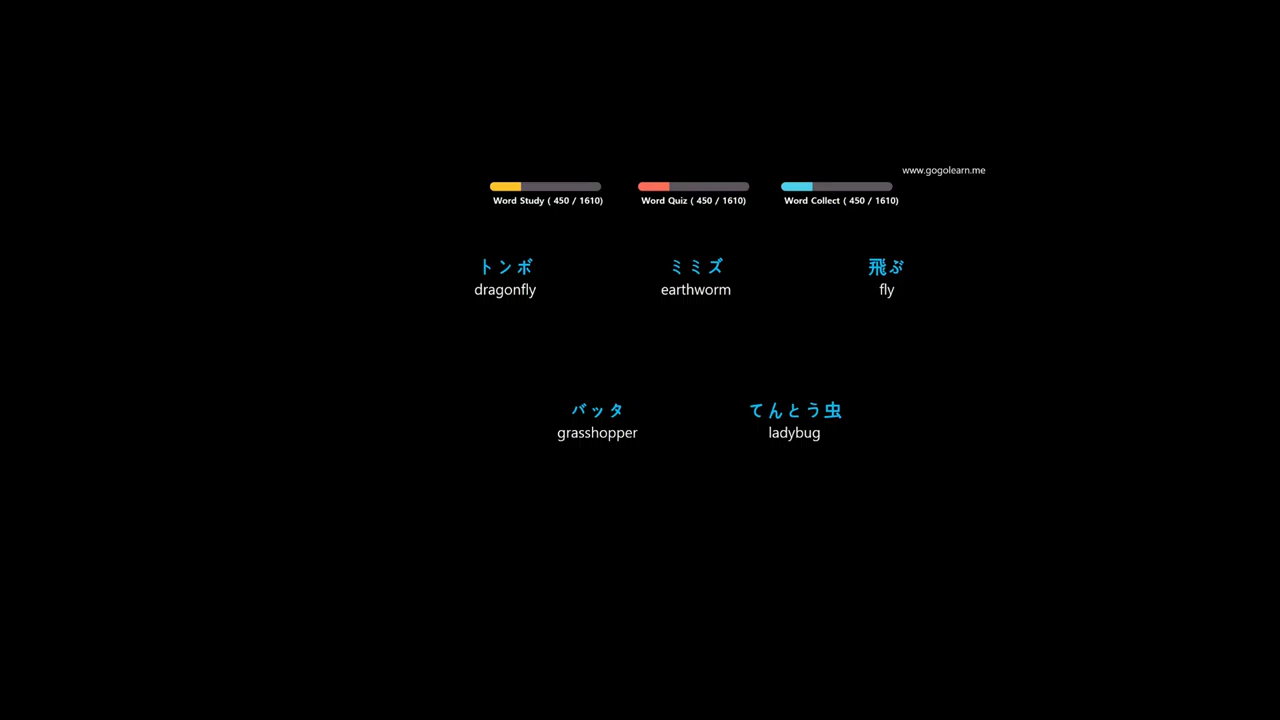 www.gogolearn.me
Word Study ( 450 / 1610)
Word Quiz ( 450 / 1610)
Word Collect ( 450 / 1610)
トンボ
dragonfly
ミミズ
earthworm
飛ぶ
fly
バッタ
grasshopper
てんとう虫
ladybug